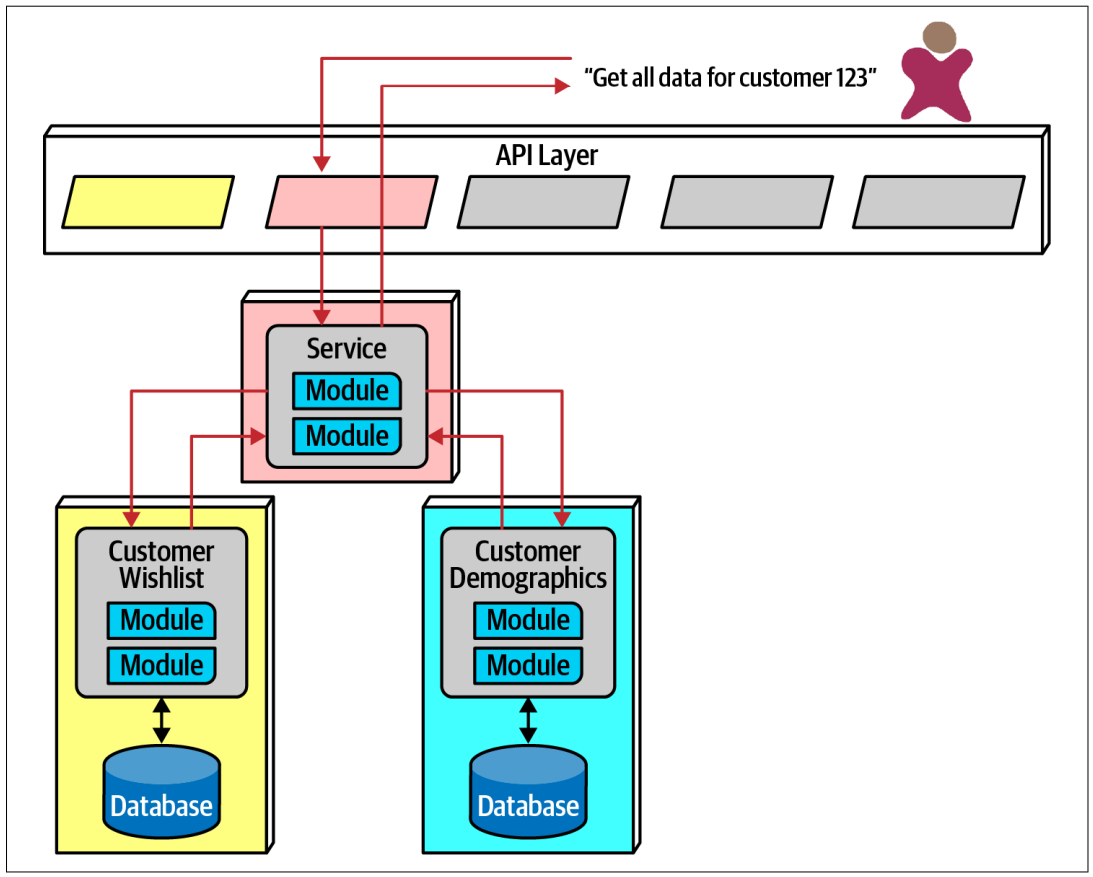 “Get all data for customer 123”
API Layer
Service
Module
Module
Customer
Wishlist
Module
Module
Database
Customer
Demographics
Module
Module
Database